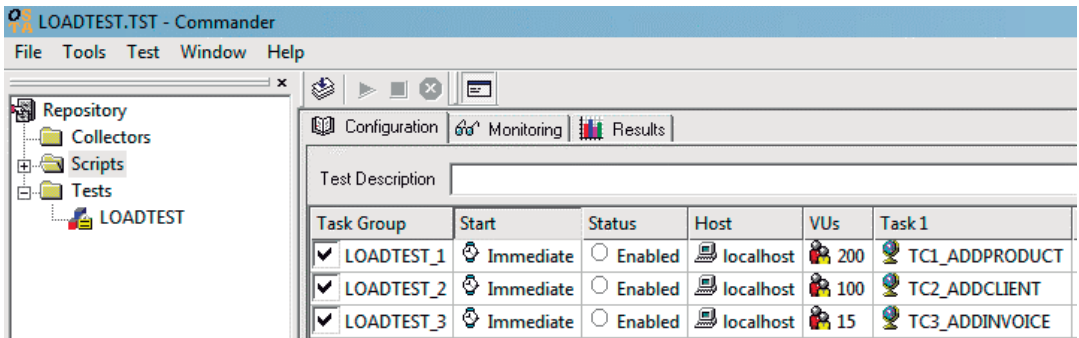 LOADTEST.TST - Commander
File Tools Test Window Help
Repository
Collectors
Scripts
Tests
LOADTEST
Configuration Monitoring Results
Test Description
Task Group Start Status Host VUs Task 1
LOADTEST_1 Immediate Enabled localhost 200 TC1_ADDPRODUCT
LOADTEST_2 Immediate Enabled localhost 100 TC2_ADDCLIENT
LOADTEST_3 Immediate Enabled localhost 15 TC3_ADDINVOICE